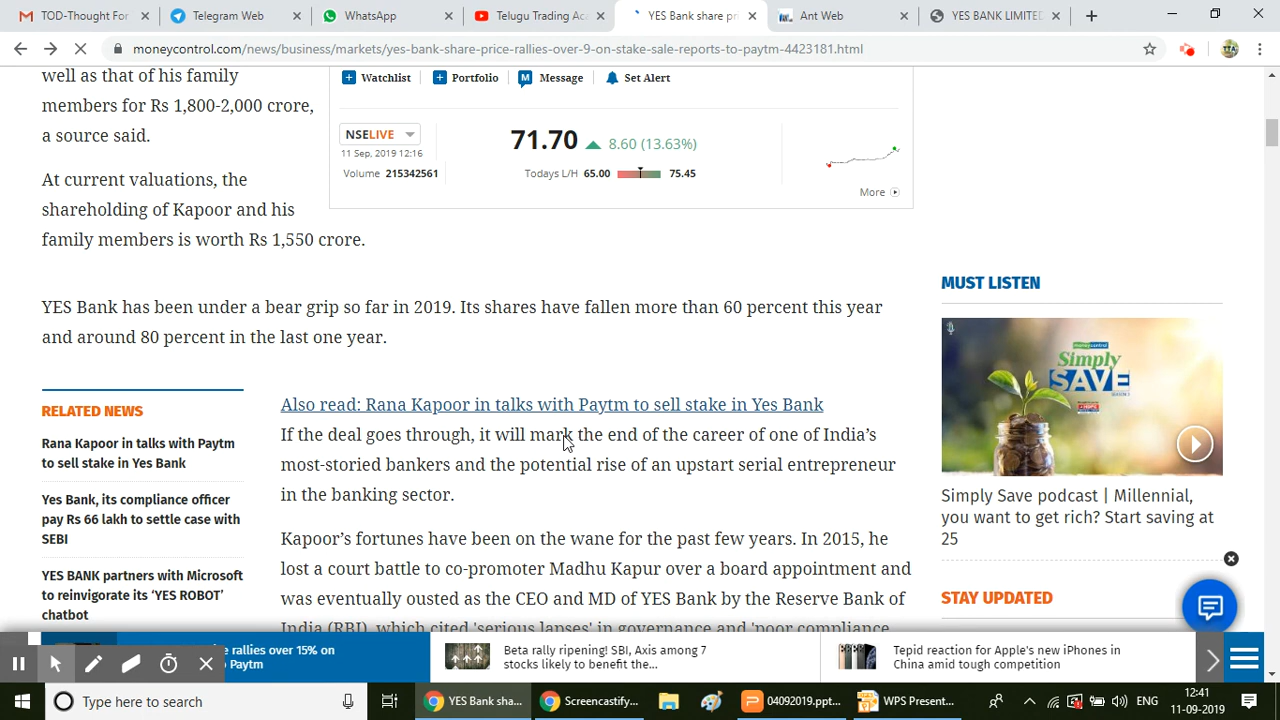 TOD-Thought For
Telegram Web
WhatsApp
Telugu Trading Aca
YES Bank share pri
Ant Web
YES BANK LIMITED
moneycontrol.com/news/business/markets/yes-bank-share-price-rallies-over-9-on-stake-sale-reports-to-paytm-4423181.html
well as that of his family
members for Rs 1,800-2,000 crore,
a source said.
At current valuations, the
shareholding of Kapoor and his
family members is worth Rs 1,550 crore.
Watchlist
Portfolio
M
Message
Set Alert
NSELIVE
71.70
8.60 (13.63%)
11 Sep, 2019 12:16
Volume 215342561
Todays L/H 65.00
75.45
More
YES Bank has been under a bear grip so far in 2019. Its shares have fallen more than 60 percent this year
and around 80 percent in the last one year.
RELATED NEWS
Rana Kapoor in talks with Paytm
to sell stake in Yes Bank
Yes Bank, its compliance officer
pay Rs 66 lakh to settle case with
SEBI
YES BANK partners with Microsoft
to reinvigorate its ‘YES ROBOT’
chatbot
Also read: Rana Kapoor in talks with Paytm to sell stake in Yes Bank
If the deal goes through, it will mark the end of the career of one of India’s
most-storied bankers and the potential rise of an upstart serial entrepreneur
in the banking sector.
Kapoor’s fortunes have been on the wane for the past few years. In 2015, he
lost a court battle to co-promoter Madhu Kapur over a board appointment and
was eventually ousted as the CEO and MD of YES Bank by the Reserve Bank of
India (RBI), which cited 'serious lapses' in governance and 'poor compliance
MUST LISTEN
moneycontrol
Simply
SAVE
Simply Save podcast | Millennial,
you want to get rich? Start saving at
25
STAY UPDATED
rallies over 15% on
Paytm
Beta rally ripening! SBI, Axis among 7
stocks likely to benefit the...
Tepid reaction for Apple's new iPhones in
China amid tough competition
Type here to search
YES Bank sha...
Screencastify...
04092019.ppt...
WPS Present...
ENG
12:41
11-09-2019